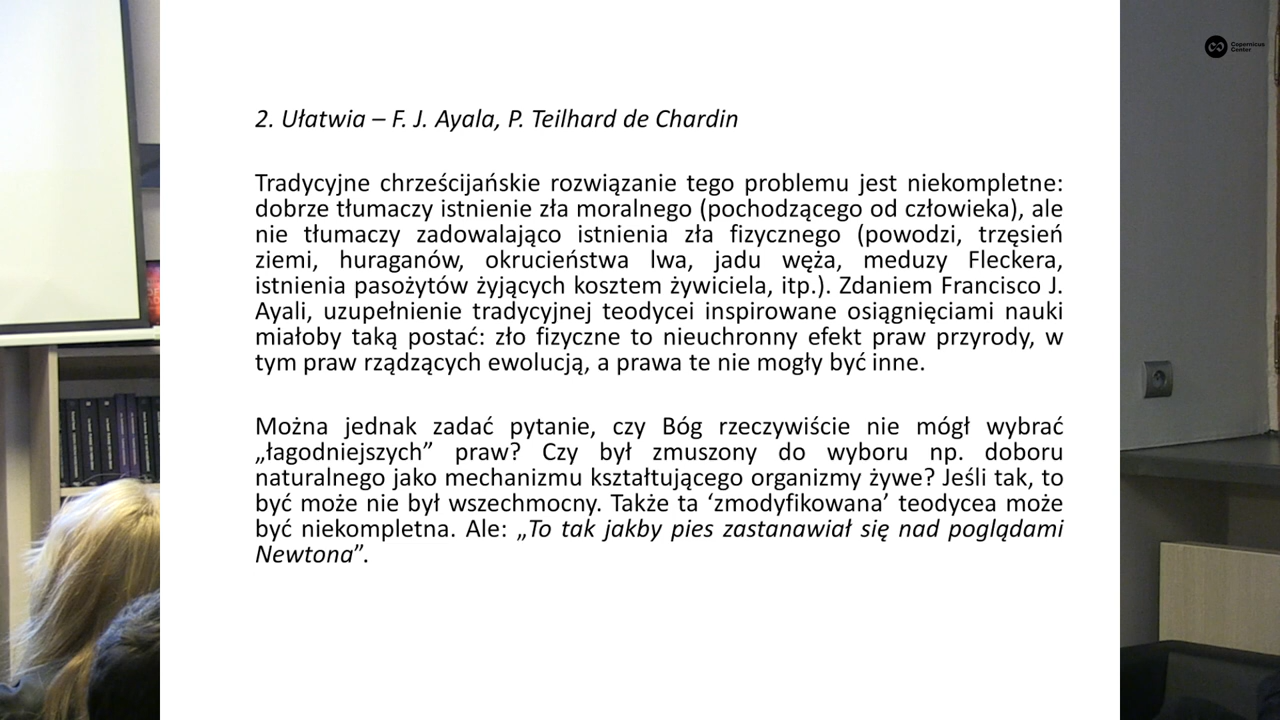 Copernicus
Center
2. Ułatwia – F. J. Ayala, P. Teilhard de Chardin
Tradycyjne chrześcijańskie rozwiązanie tego problemu jest niekompletne:
dobrze tłumaczy istnienie zła moralnego (pochodzącego od człowieka), ale
nie tłumaczy zadowalająco istnienia zła fizycznego (powodzi, trzęsień
ziemi, huraganów, okrucieństwa lwa, jadu węża, meduzy Fleckera,
istnienia pasożytów żyjących kosztem żywiciela, itp.). Zdaniem Francisco J.
Ayali, uzupełnienie tradycyjnej teodycei inspirowane osiągnięciami nauki
miałoby taką postać: zło fizyczne to nieuchronny efekt praw przyrody, w
tym praw rządzących ewolucją, a prawa te nie mogły być inne.
Można jednak zadać pytanie, czy Bóg rzeczywiście nie mógł wybrać
„łagodniejszych” praw? Czy był zmuszony do wyboru np. doboru
naturalnego jako mechanizmu kształtującego organizmy żywe? Jeśli tak, to
być może nie był wszechmocny. Także ta ‘zmodyfikowana’ teodycea może
być niekompletna. Ale: „To tak jakby pies zastanawiał się nad poglądami
Newtona”.